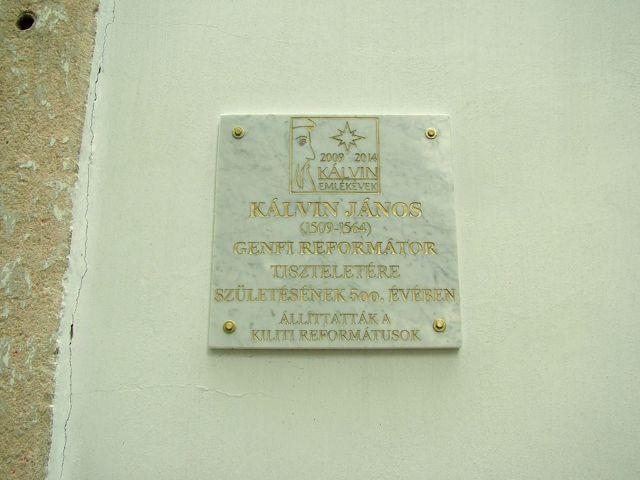 2009 2014
KÁLVIN
EMLÉKÉVEK
KÁLVIN JÁNOS
(1509-1564)
GENFI REFORMÁTOR
TISZTELETÉRE
SZÜLETÉSÉNEK 500. ÉVÉBEN
ÁLLÍTTATTÁK A
KILITI REFORMÁTUSOK